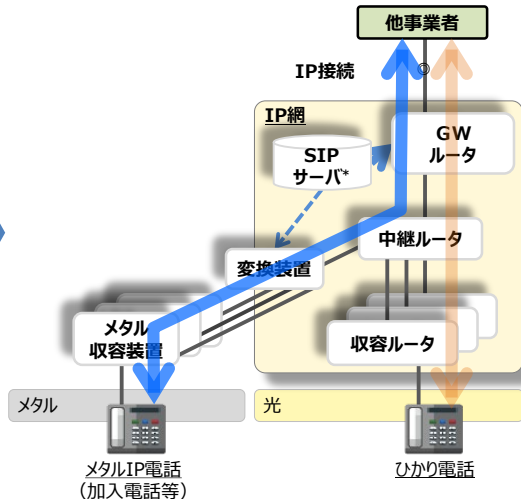 他事業者
IP接続
IP網
GW
ルータ
SIP
サーバ*
中継ルータ
変換装置
メタル
収容装置
収容ルータ
メタル
光
メタルIP電話
(加入電話等)
ひかり電話